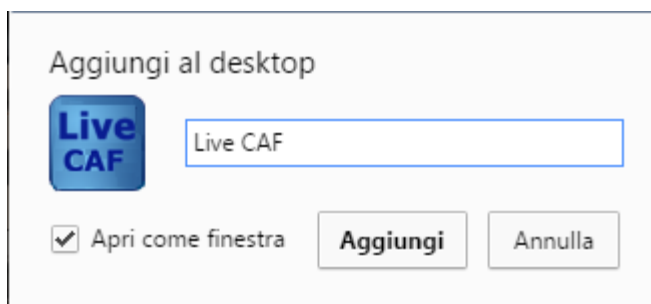 Aggiungi al desktop
Live
CAF
Live CAF
Apri come finestra
Aggiungi
Annulla